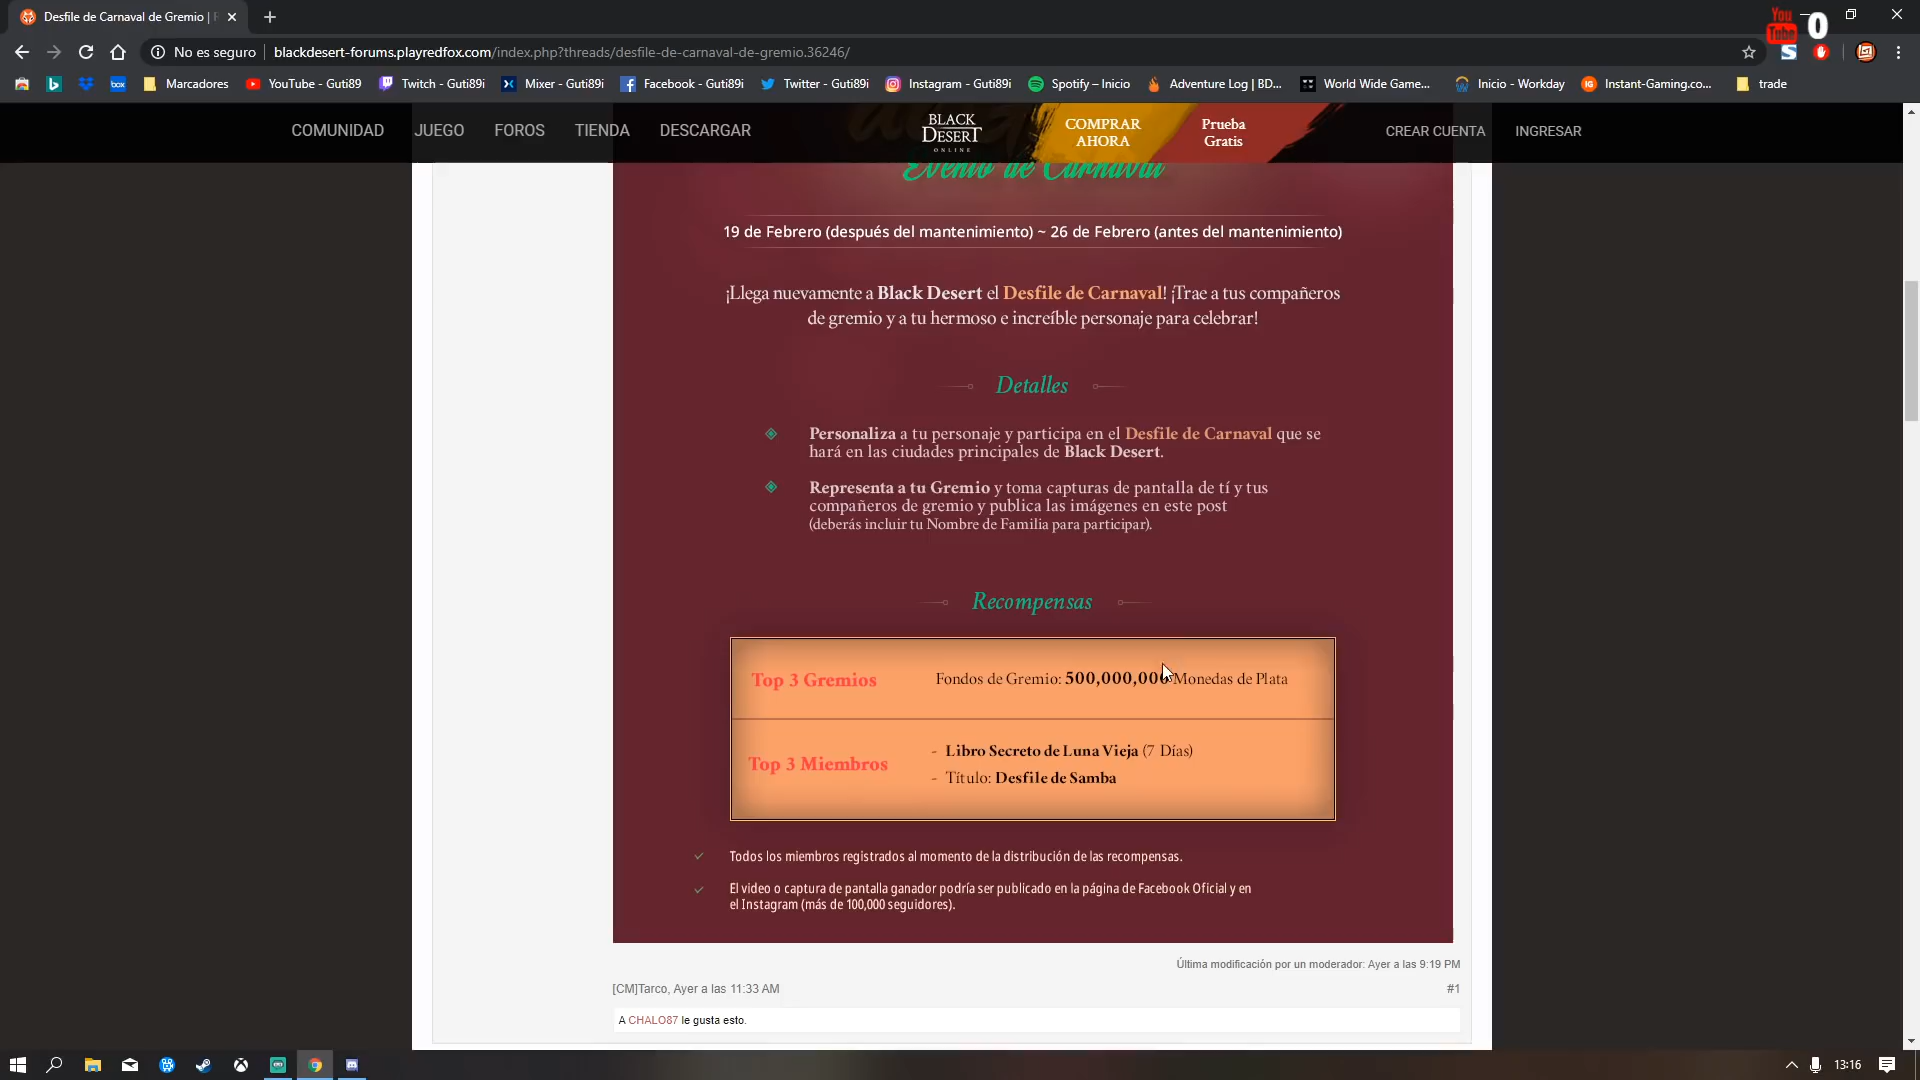 Desfile de Carnaval de Gremio |
You
Tube
0
No es seguro
blackdesert-forums.playredfox.com/index.php?threads/desfile-de-carnaval-de-gremio.36246/
Marcadores
YouTube - Guti89
Twitch - Guti89i
Mixer - Guti89i
Facebook - Guti89i
Twitter - Guti89i
Instagram - Guti89i
Spotify – Inicio
Adventure Log | BD...
World Wide Game...
Inicio - Workday
Instant-Gaming.co...
trade
box
IG
COMUNIDAD
JUEGO
FOROS
TIENDA
DESCARGAR
BLACK
DESERT
ONLINE
COMPRAR
AHORA
Prueba
Gratis
CREAR CUENTA
INGRESAR
Evento de Carnaval
19 de Febrero (después del mantenimiento) ~ 26 de Febrero (antes del mantenimiento)
¡Llega nuevamente a Black Desert el Desfile de Carnaval! ¡Trae a tus compañeros
de gremio y a tu hermoso e increíble personaje para celebrar!
Detalles
Personaliza a tu personaje y participa en el Desfile de Carnaval que se
hará en las ciudades principales de Black Desert.
Representa a tu Gremio y toma capturas de pantalla de tí y tus
compañeros de gremio y publica las imágenes en este post
(deberás incluir tu Nombre de Familia para participar).
Recompensas
Top 3 Gremios
Fondos de Gremio: 500,000,000 Monedas de Plata
Top 3 Miembros
- Libro Secreto de Luna Vieja (7 Días)
- Título: Desfile de Samba
Todos los miembros registrados al momento de la distribución de las recompensas.
El video o captura de pantalla ganador podría ser publicado en la página de Facebook Oficial y en
el Instagram (más de 100,000 seguidores).
Última modificación por un moderador: Ayer a las 9:19 PM
[CM]Tarco, Ayer a las 11:33 AM
#1
A CHALO87 le gusta esto.
13:16